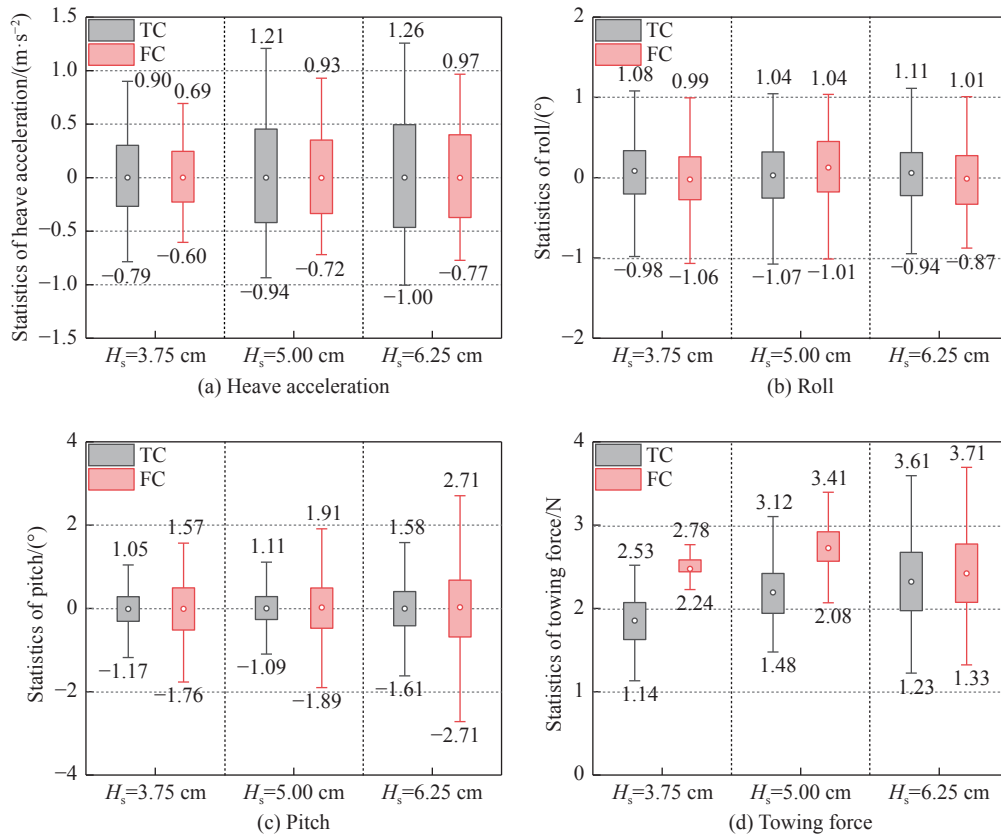 Statistics of heave acceleration/(m·s⁻²)
1.5
1.0
0.5
0
−0.5
−1.0
−1.5
TC
FC
0.90
0.69
1.21
0.93
1.26
0.97
−0.79
−0.60
−0.94
−0.72
−1.00
−0.77
Hs=3.75 cm
Hs=5.00 cm
Hs=6.25 cm
(a) Heave acceleration
Statistics of roll/(°)
2
1
0
−1
−2
TC
FC
1.08
0.99
1.04
1.04
1.11
1.01
−0.98
−1.06
−1.07
−1.01
−0.94
−0.87
Hs=3.75 cm
Hs=5.00 cm
Hs=6.25 cm
(b) Roll
Statistics of pitch/(°)
4
2
0
−2
−4
TC
FC
1.05
1.57
1.11
1.91
1.58
2.71
−1.17
−1.76
−1.09
−1.89
−1.61
−2.71
Hs=3.75 cm
Hs=5.00 cm
Hs=6.25 cm
(c) Pitch
Statistics of towing force/N
4
3
2
1
0
TC
FC
2.53
2.78
3.12
3.41
3.61
3.71
1.14
2.24
1.48
2.08
1.23
1.33
Hs=3.75 cm
Hs=5.00 cm
Hs=6.25 cm
(d) Towing force